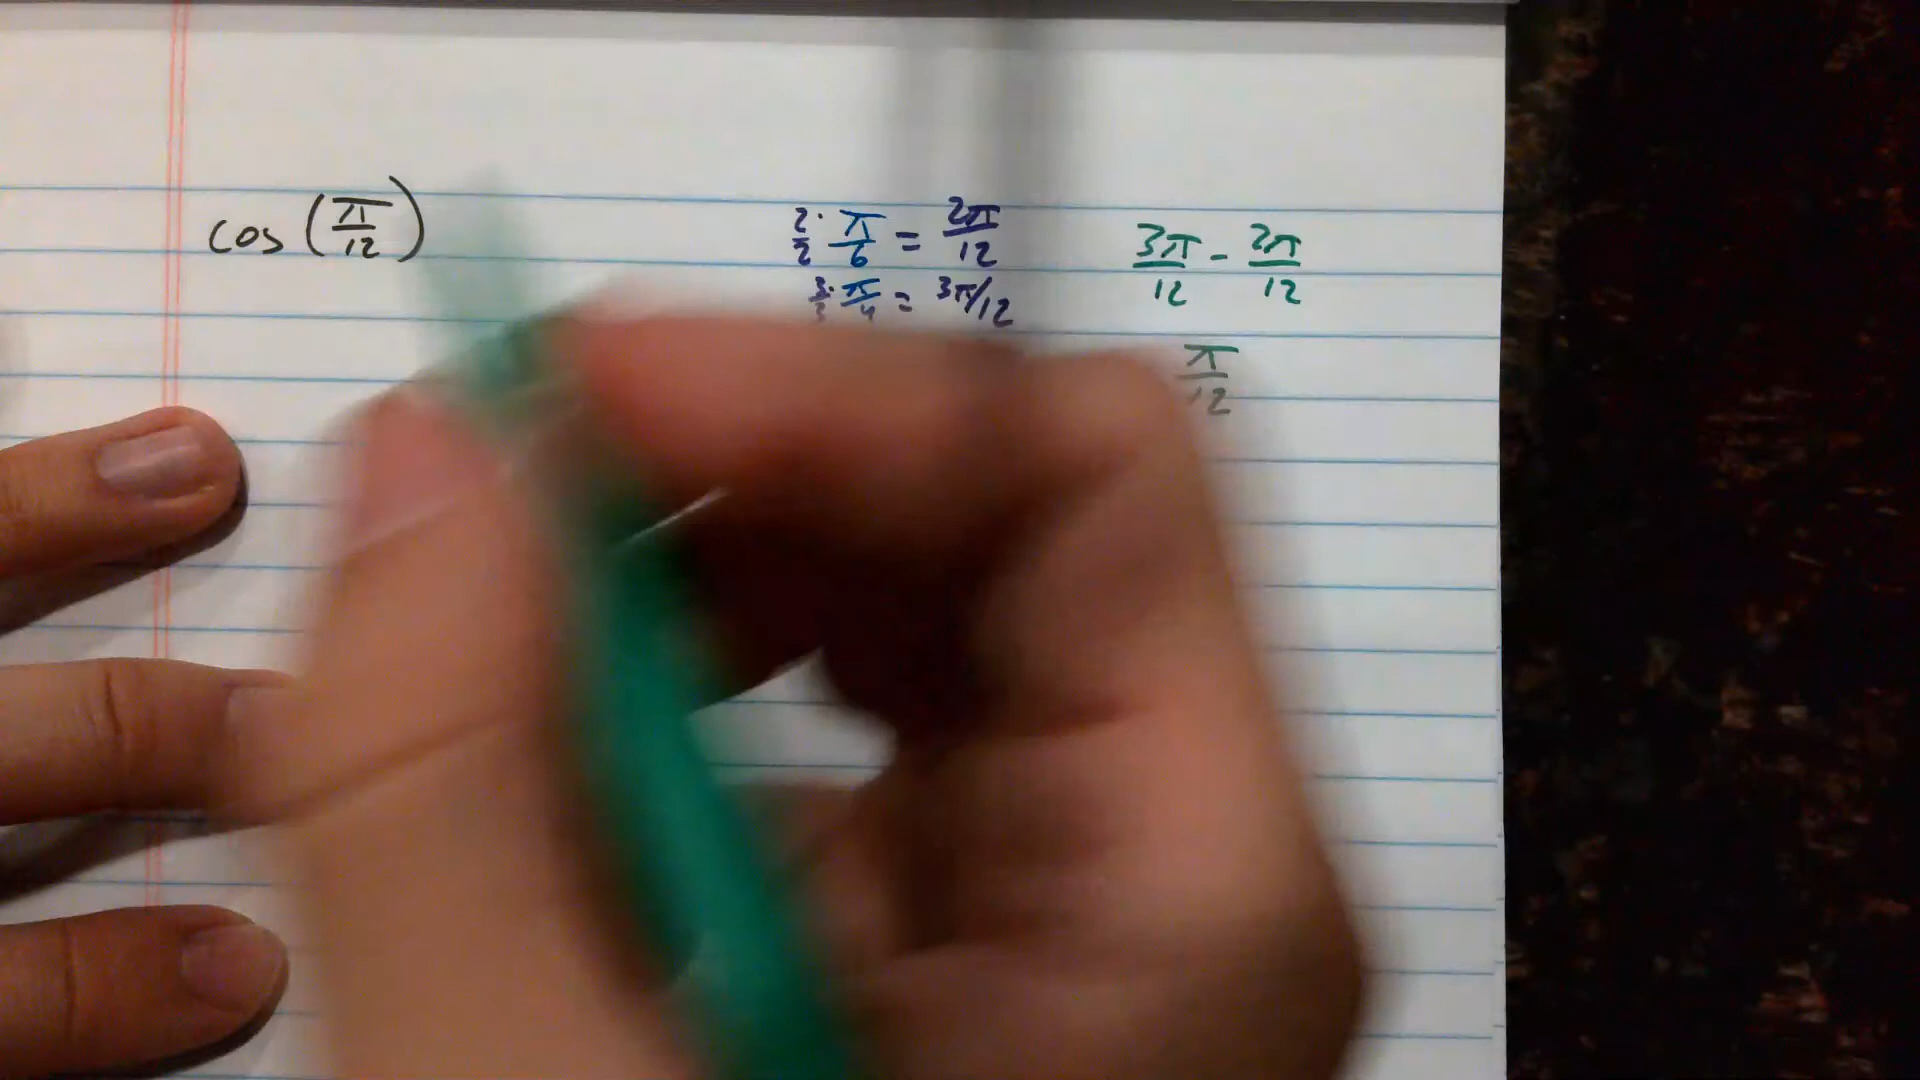 cos (π/12)
2/2 · π/6 = 2π/12
3/3 · π/4 = 3π/12
3π/12 - 2π/12
π/12